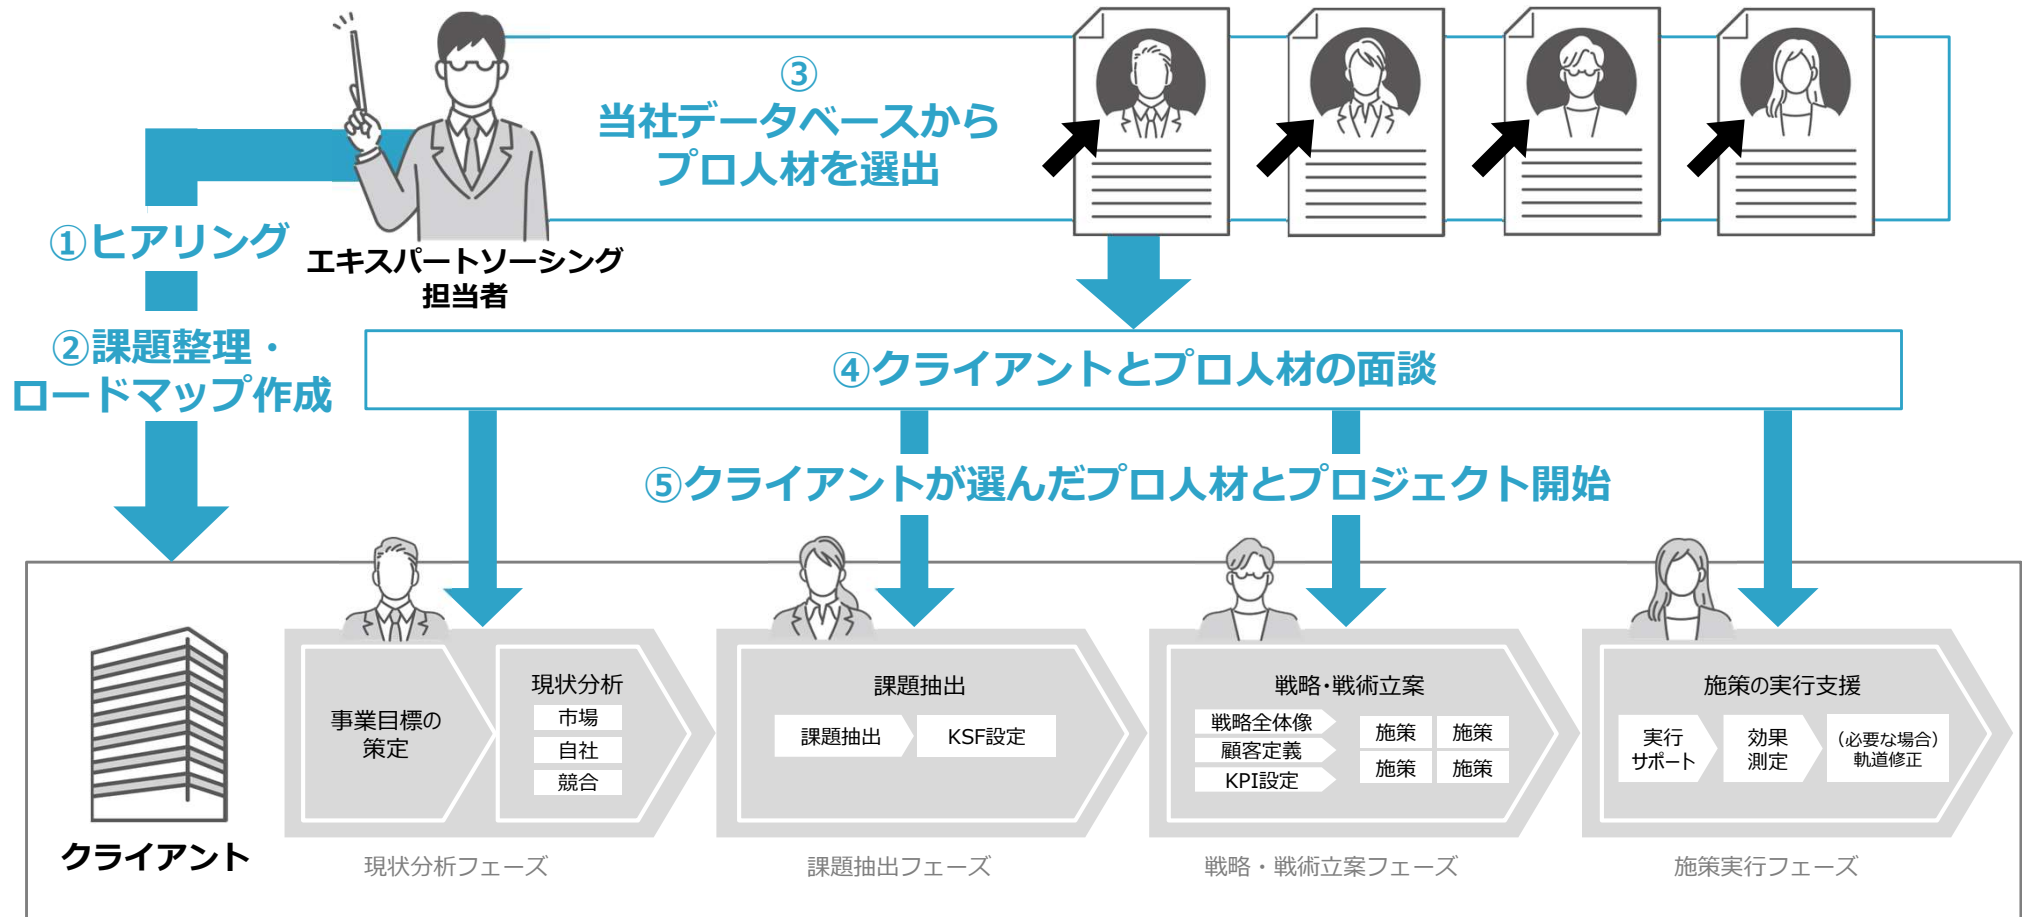 ③
当社データベースから
プロ人材を選出
①ヒアリング
エキスパートソーシング
担当者
②課題整理・
ロードマップ作成
④クライアントとプロ人材の面談
⑤クライアントが選んだプロ人材とプロジェクト開始
クライアント
事業目標の
策定
現状分析
市場
自社
競合
現状分析フェーズ
課題抽出
課題抽出
KSF設定
課題抽出フェーズ
戦略・戦術立案
戦略全体像
顧客定義
KPI設定
施策
施策
施策
施策
戦略・戦術立案フェーズ
施策の実行支援
実行
サポート
効果
測定
（必要な場合）
軌道修正
施策実行フェーズ